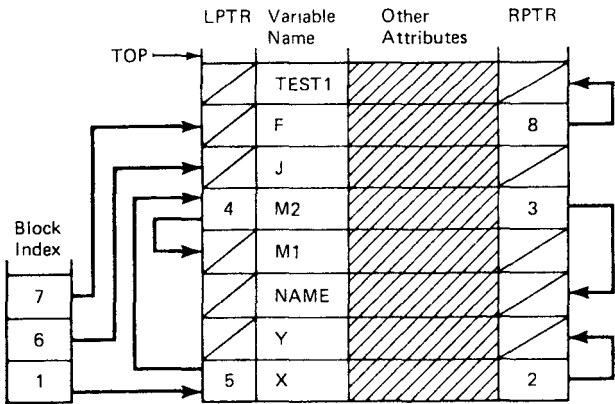 LPTR Variable Name Other Attributes RPTR
TOP
TEST1
F 8
J
4 M2 3
M1
NAME
Y
5 X 2
Block Index
7
6
1